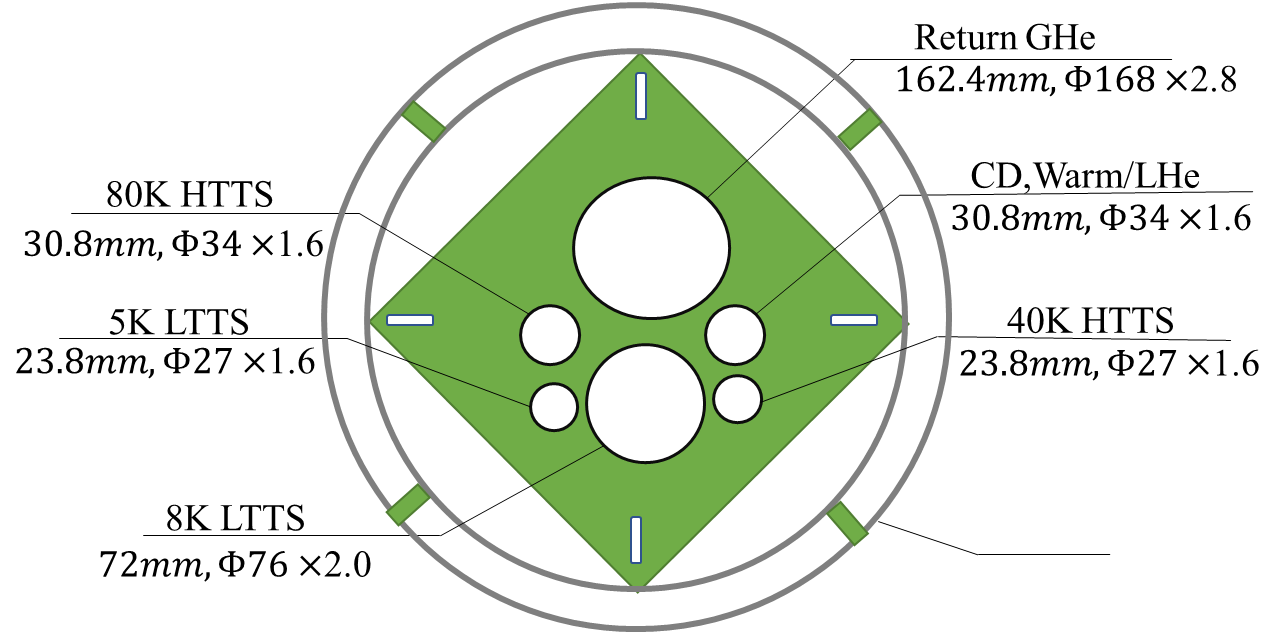 Return GHe
162.4mm, Φ168 ×2.8
CD,Warm/LHe
30.8mm, Φ34 ×1.6
80K HTTS
30.8mm, Φ34 ×1.6
5K LTTS
23.8mm, Φ27 ×1.6
40K HTTS
23.8mm, Φ27 ×1.6
8K LTTS
72mm, Φ76 ×2.0